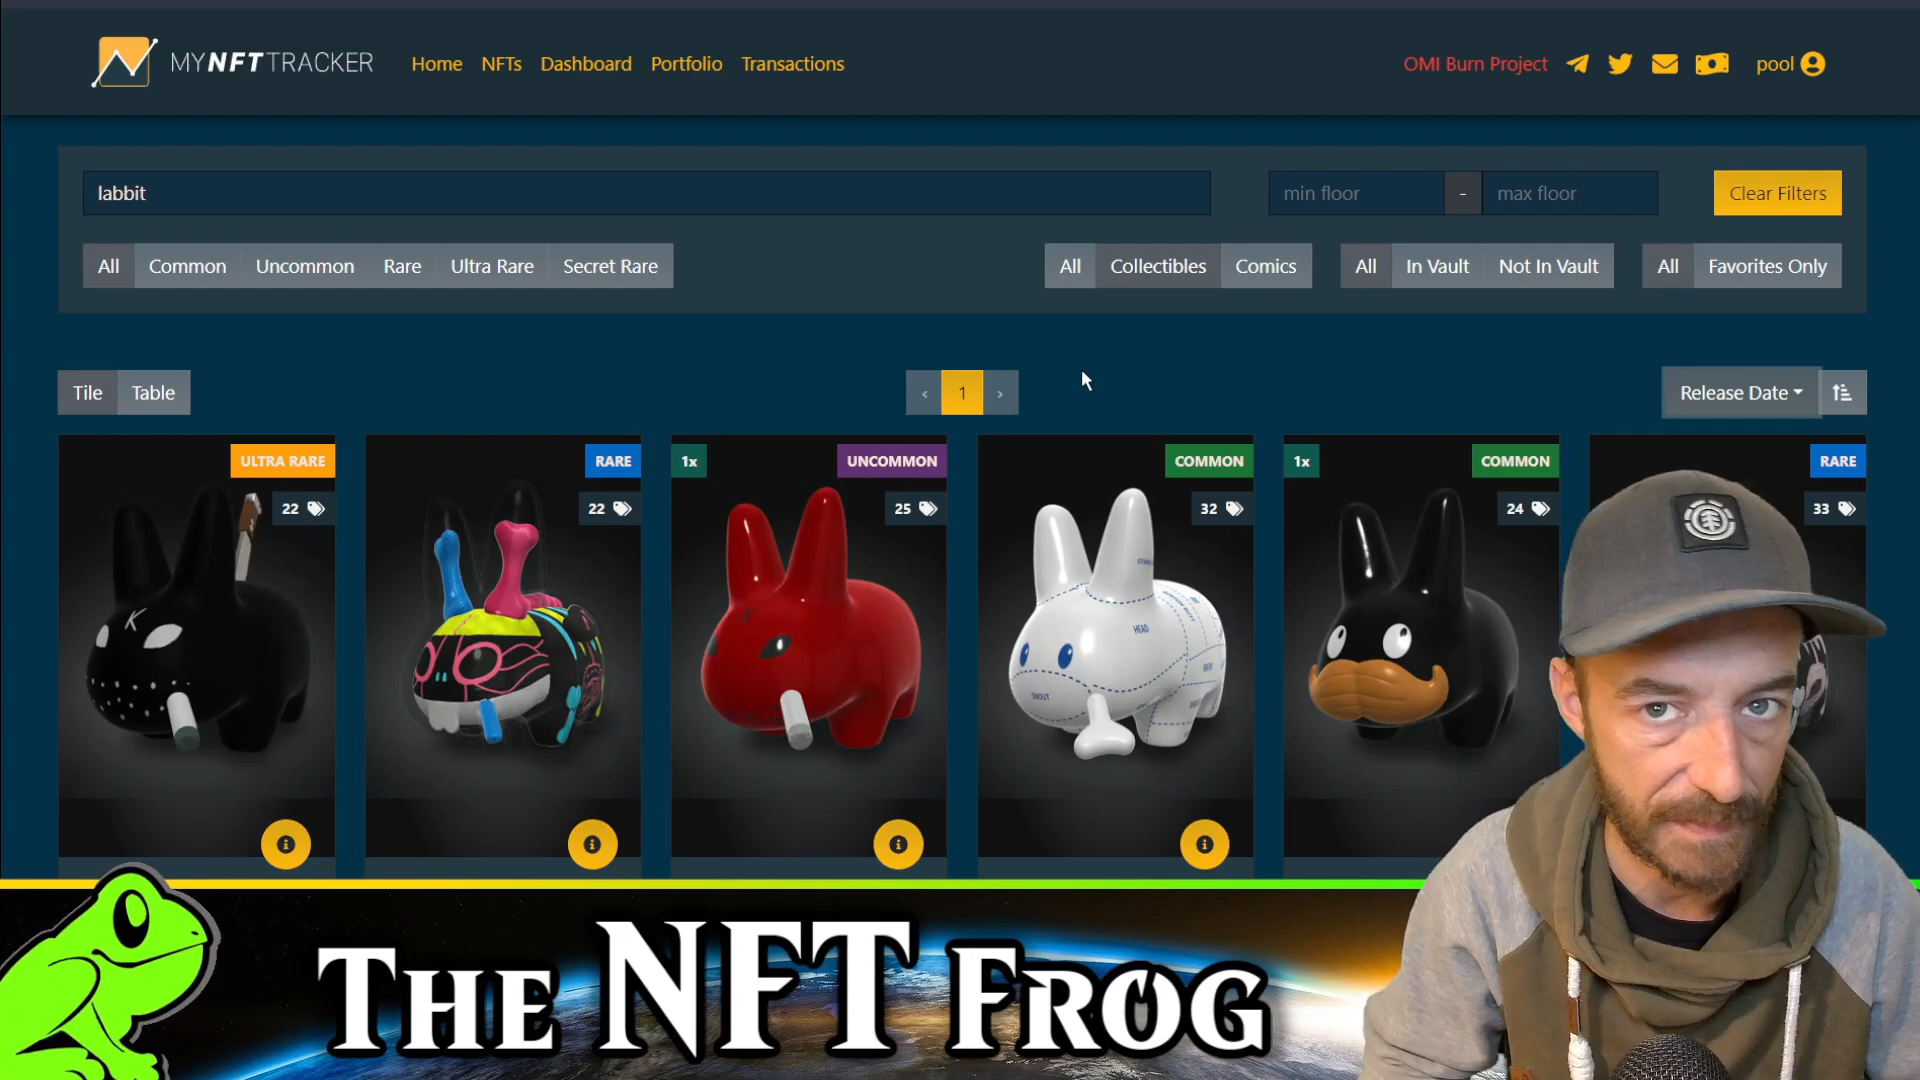 MYNFTTRACKER Home NFTs Dashboard Portfolio Transactions OMI Burn Project pool
labbit min floor - max floor Clear Filters
All Common Uncommon Rare Ultra Rare Secret Rare All Collectibles Comics All In Vault Not In Vault All Favorites Only
Tile Table ‹ 1 › Release Date
ULTRA RARE RARE 1x UNCOMMON COMMON 1x COMMON RARE
22 22 25 32 24 33
K K HEAD
SNOUT
THE NFT FROG